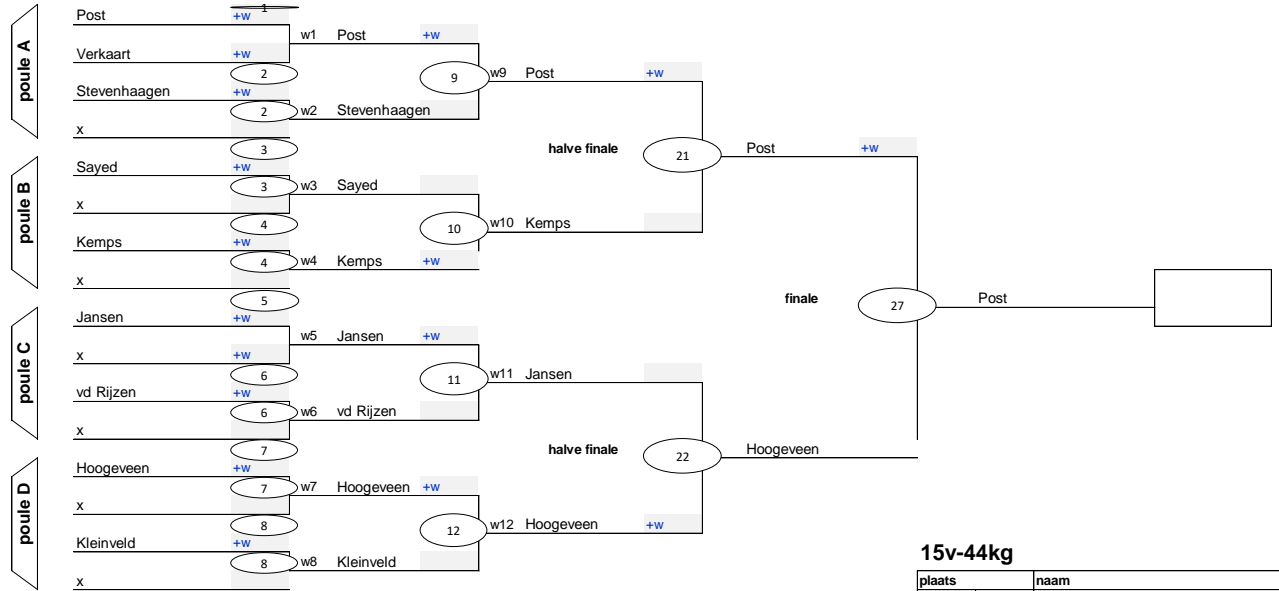 poule A
Post +w 1
w1 Post +w
Verkaart +w
2
9 w9 Post +w
Stevenhaagen +w
2 w2 Stevenhaagen
x
3
halve finale 21 Post +w
poule B
Sayed +w
3 w3 Sayed
x
4
10 w10 Kemps
Kemps +w
4 w4 Kemps +w
x
5
finale 27 Post
poule C
Jansen +w
w5 Jansen +w
x +w
6
11 w11 Jansen
vd Rijzen +w
6 w6 vd Rijzen
x
7
halve finale 22 Hoogeveen
poule D
Hoogeveen +w
7 w7 Hoogeveen +w
x
8
12 w12 Hoogeveen +w
Kleinveld +w
8 w8 Kleinveld
x
15v-44kg
plaats naam